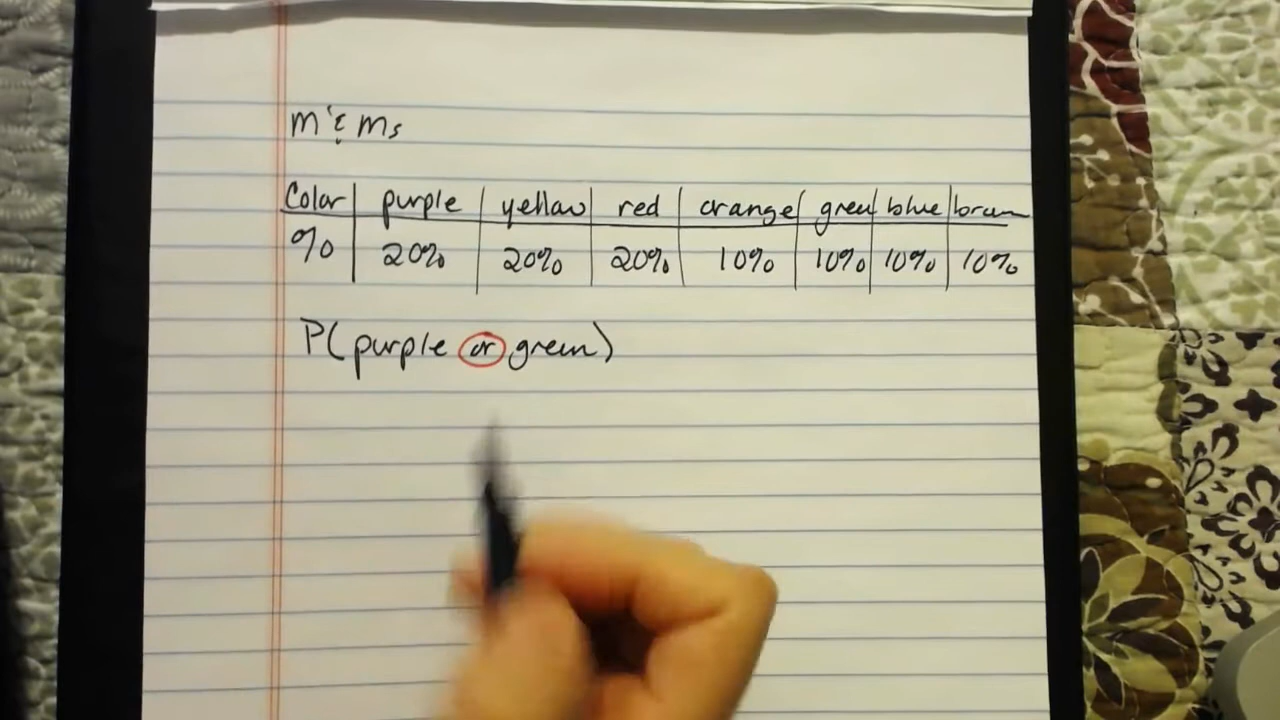 M'&Ms
Color purple yellow red orange green blue brown
% 20% 20% 20% 10% 10% 10% 10%
P(purple or green)